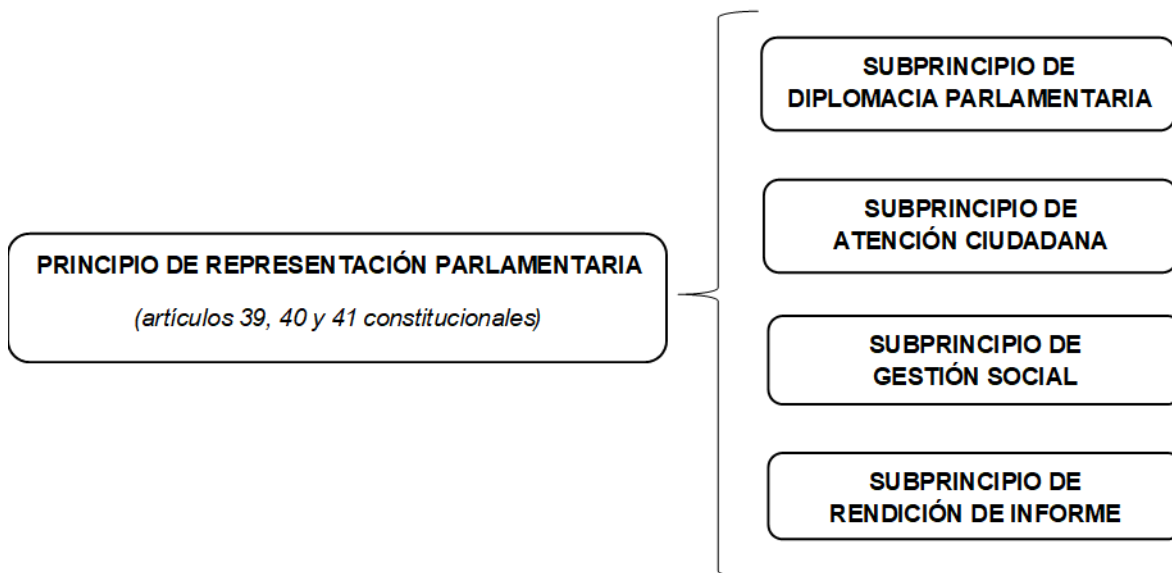 PRINCIPIO DE REPRESENTACIÓN PARLAMENTARIA
(artículos 39, 40 y 41 constitucionales)
SUBPRINCIPIO DE
DIPLOMACIA PARLAMENTARIA
SUBPRINCIPIO DE
ATENCIÓN CIUDADANA
SUBPRINCIPIO DE
GESTIÓN SOCIAL
SUBPRINCIPIO DE
RENDICIÓN DE INFORME